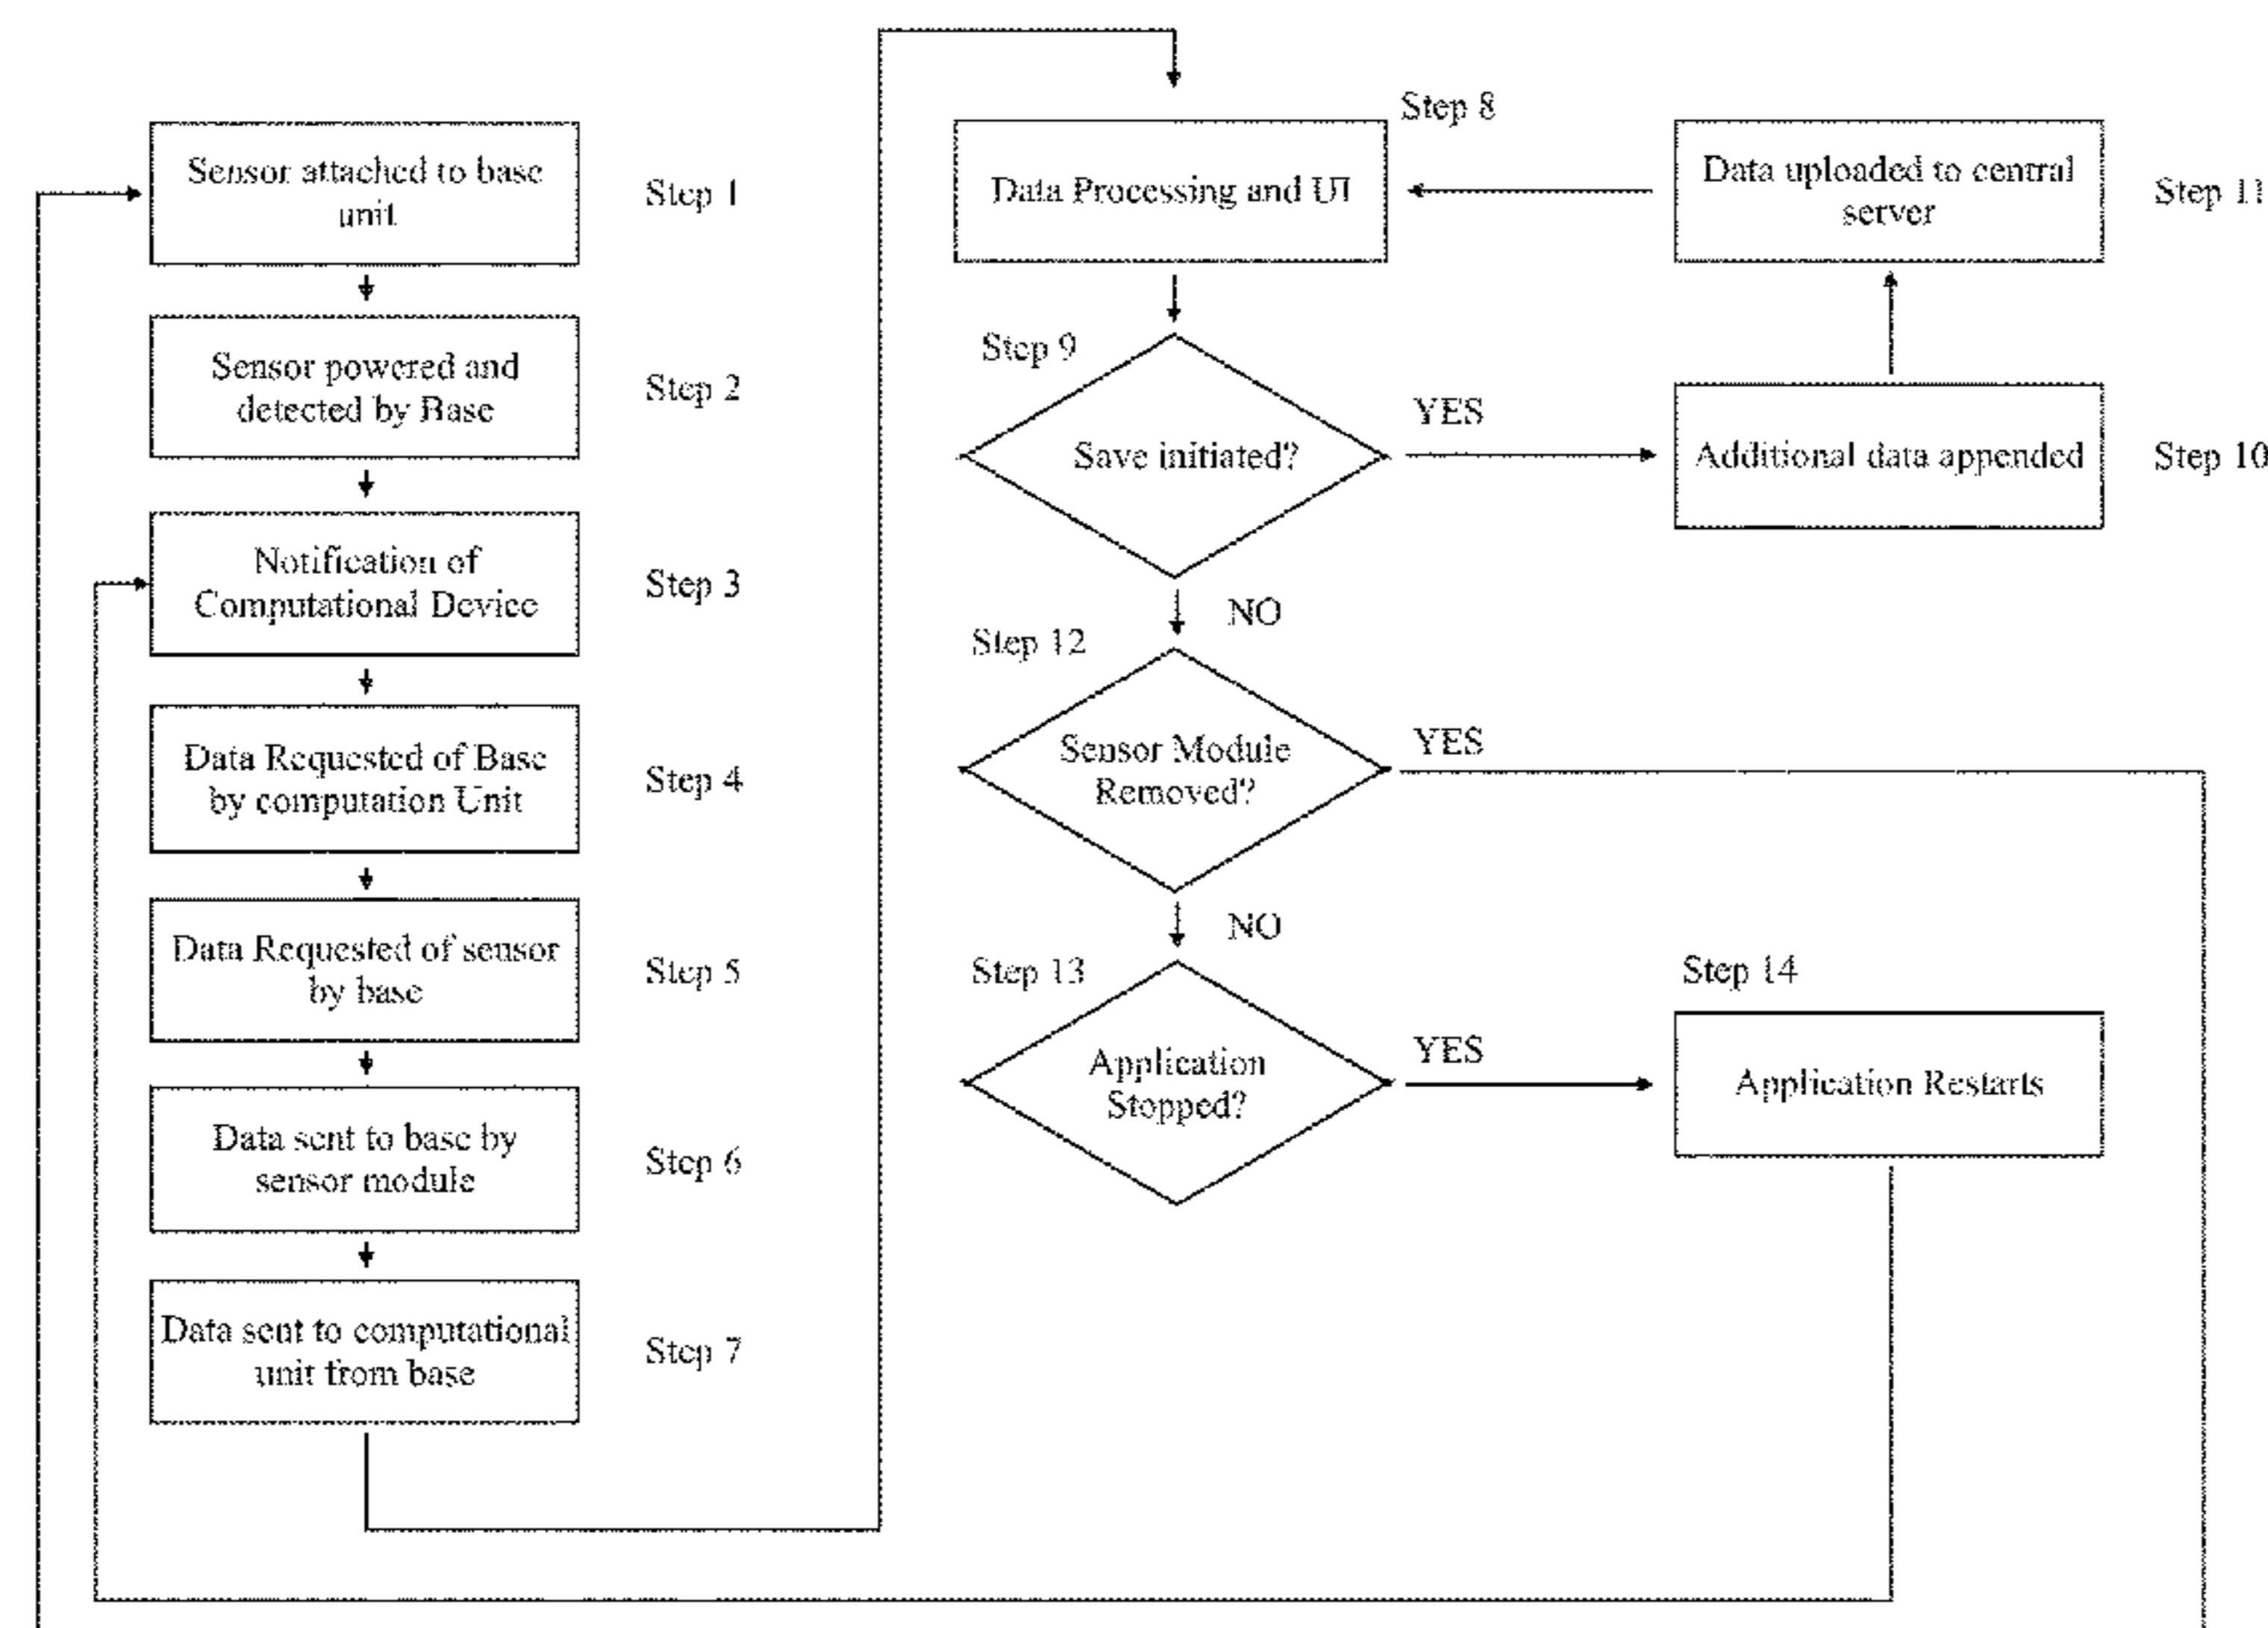 Sensor attached to base
unit
Step 1
Sensor powered and
detected by Base
Step 2
Notification of
Computational Device
Step 3
Data Requested of Base
by computation Unit
Step 4
Data Requested of sensor
by base
Step 5
Data sent to base by
sensor module
Step 6
Data sent to computational
unit from base
Step 7
Step 8
Data Processing and UI
Step 9
Save initiated?
YES
Additional data appended
Step 10
Data uploaded to central
server
Step 11
NO
Step 12
Sensor Module
Removed?
YES
NO
Step 13
Application
Stopped?
YES
Step 14
Application Restarts